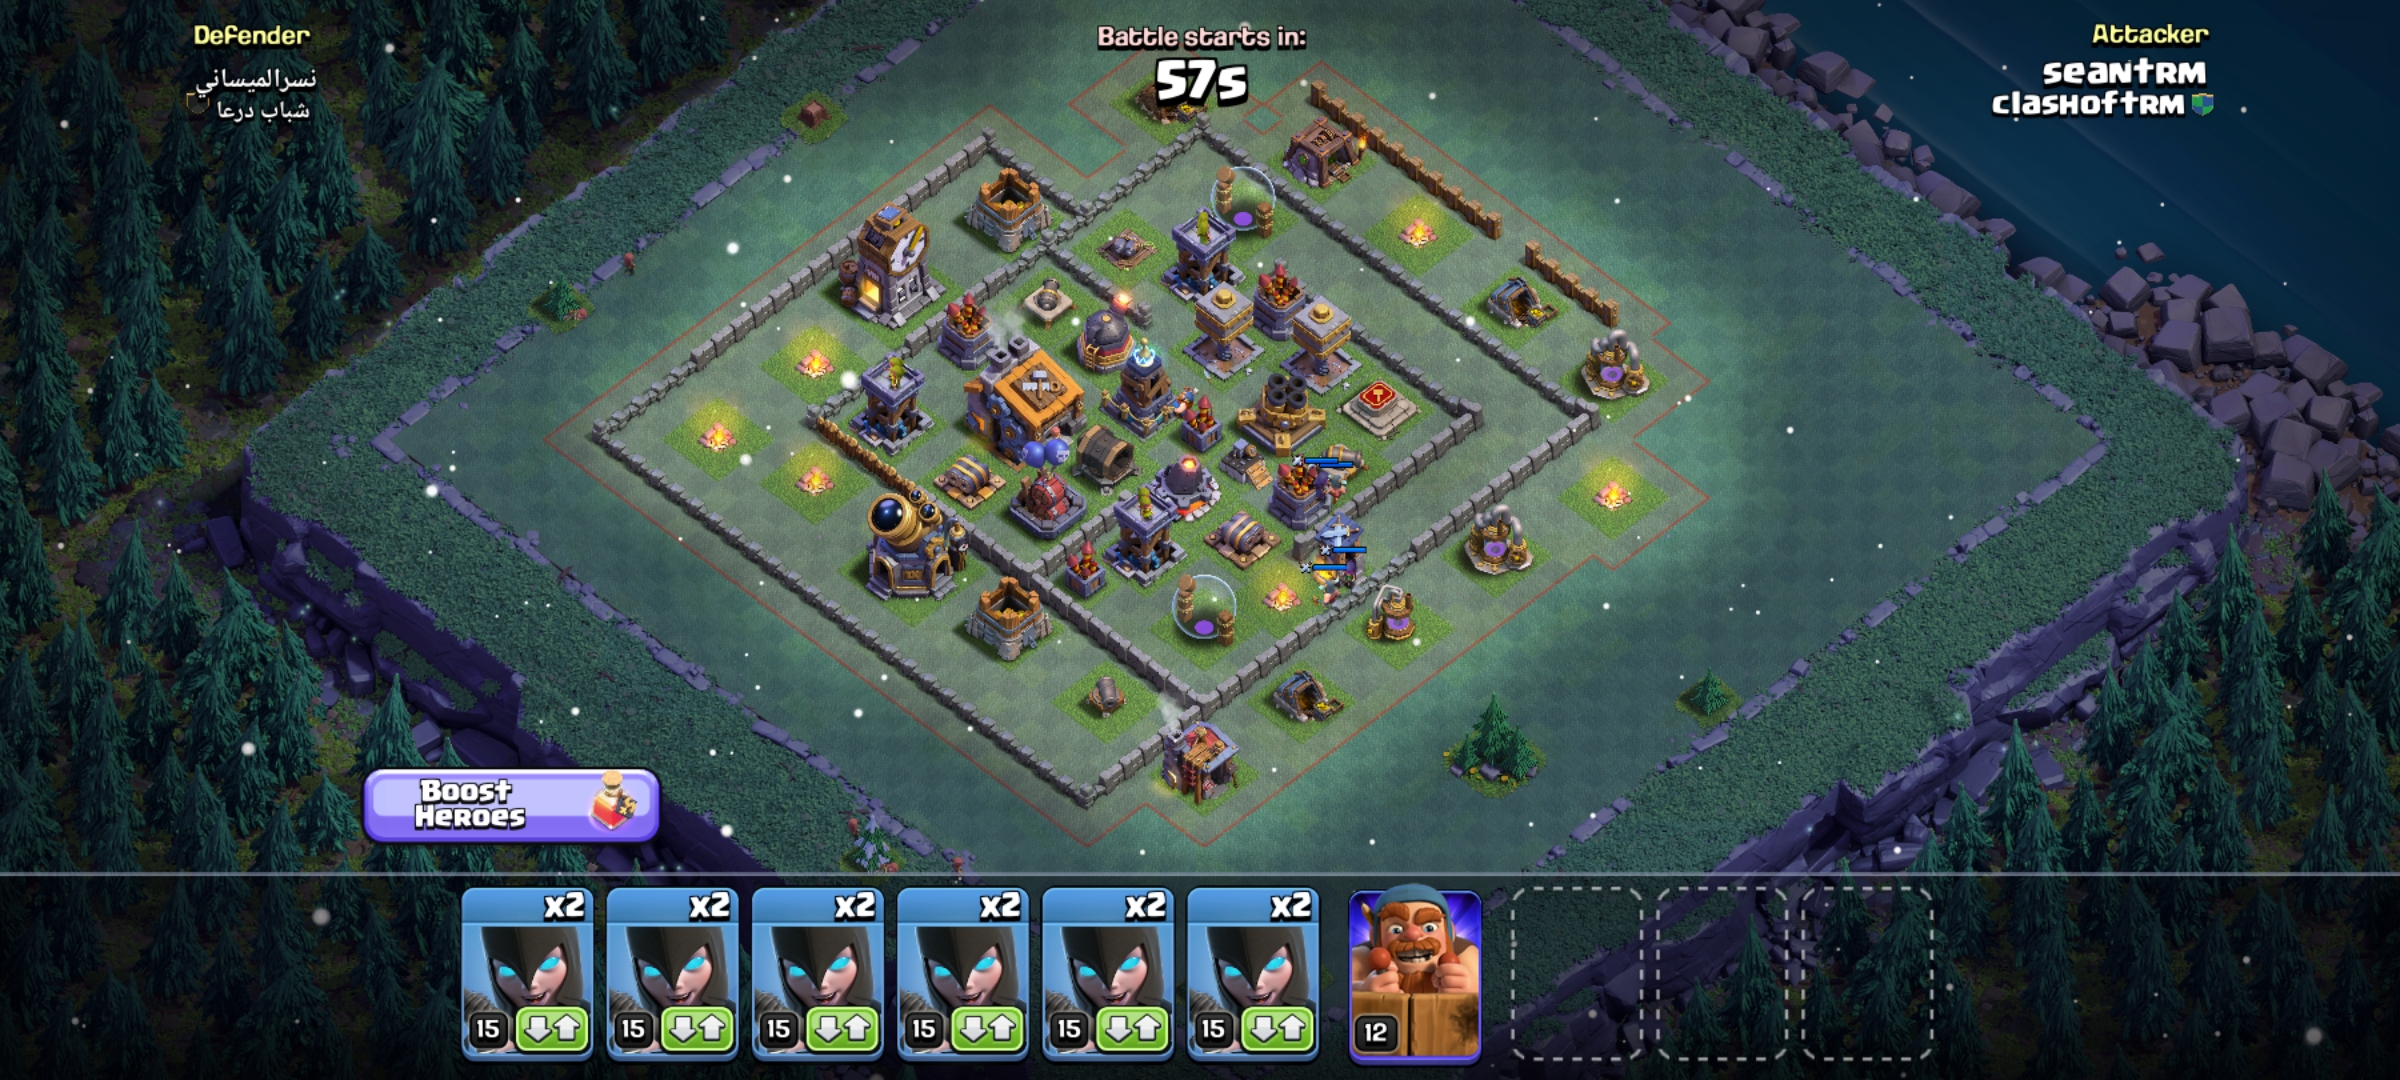 Defender
نسرالميساني
شباب درعا
Battle starts in:
57s
Attacker
seantRM
clashoftRM
Boost
Heroes
x2
x2
x2
x2
x2
x2
15
15
15
15
15
15
12